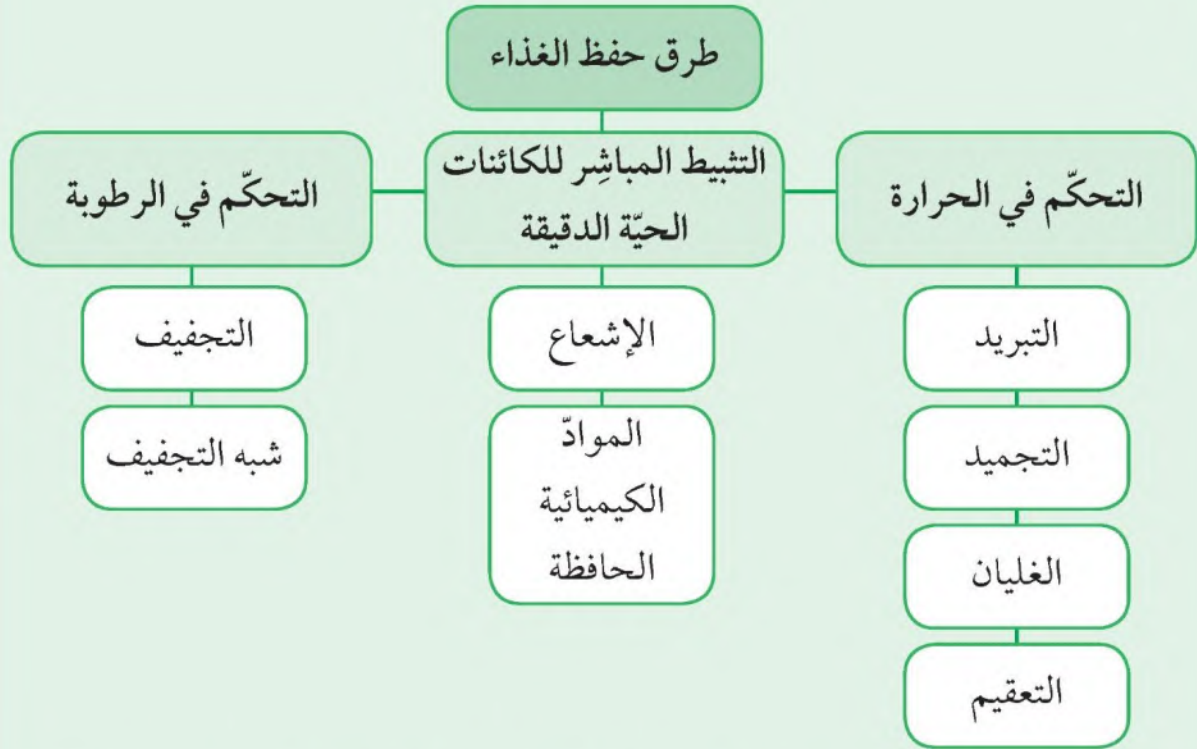 طرق حفظ الغذاء
التحكّم في الحرارة
التبريد
التجميد
الغليان
التعقيم
التثبيط المباشِر للكائنات
الحيّة الدقيقة
الإشعاع
الموادّ
الكيميائية
الحافظة
التحكّم في الرطوبة
التجفيف
شبه التجفيف